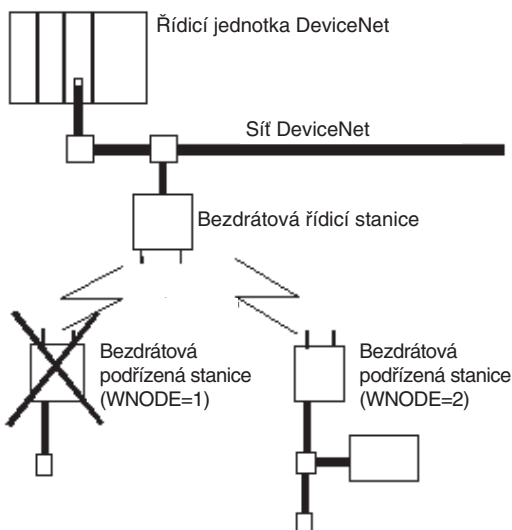 Řídicí jednotka DeviceNet
Síť DeviceNet
Bezdrátová řídicí stanice
Bezdrátová
podřízená stanice
(WNODE=1)
Bezdrátová
podřízená stanice
(WNODE=2)